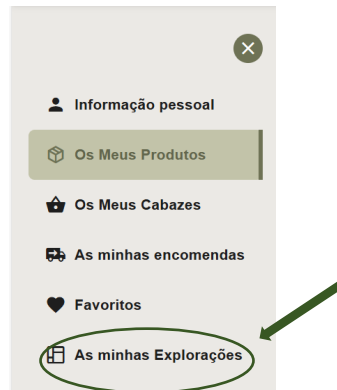 Informação pessoal
Os Meus Produtos
Os Meus Cabazes
As minhas encomendas
Favoritos
As minhas Explorações